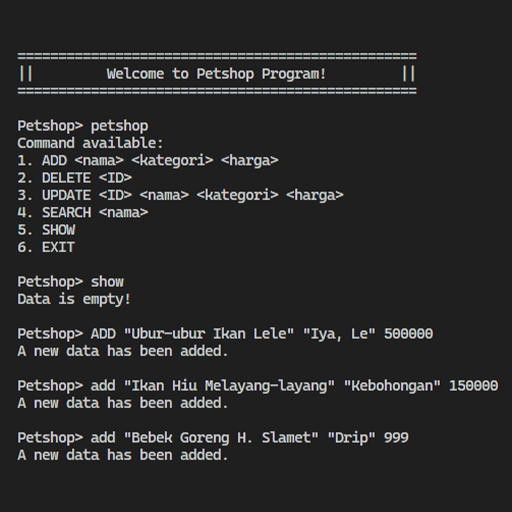 =================================================
||         Welcome to Petshop Program!         ||
=================================================
Petshop> petshop
Command available:
1. ADD <nama> <kategori> <harga>
2. DELETE <ID>
3. UPDATE <ID> <nama> <kategori> <harga>
4. SEARCH <nama>
5. SHOW
6. EXIT
Petshop> show
Data is empty!
Petshop> ADD "Ubur-ubur Ikan Lele" "Iya, Le" 500000
A new data has been added.
Petshop> add "Ikan Hiu Melayang-layang" "Kebohongan" 150000
A new data has been added.
Petshop> add "Bebek Goreng H. Slamet" "Drip" 999
A new data has been added.